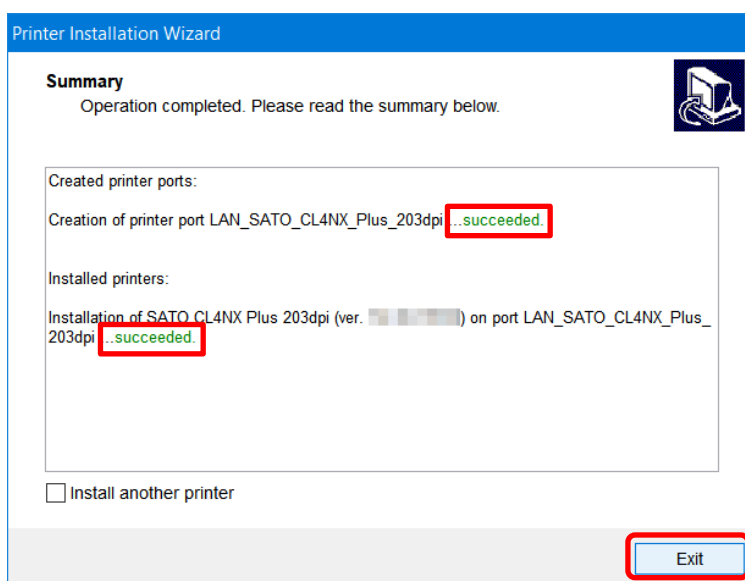 Printer Installation Wizard
Summary
Operation completed. Please read the summary below.
Created printer ports:
Creation of printer port LAN_SATO_CL4NX_Plus_203dpi ...succeeded.
Installed printers:
Installation of SATO CL4NX Plus 203dpi (ver. ) on port LAN_SATO_CL4NX_Plus_
203dpi ...succeeded.
Install another printer
Exit